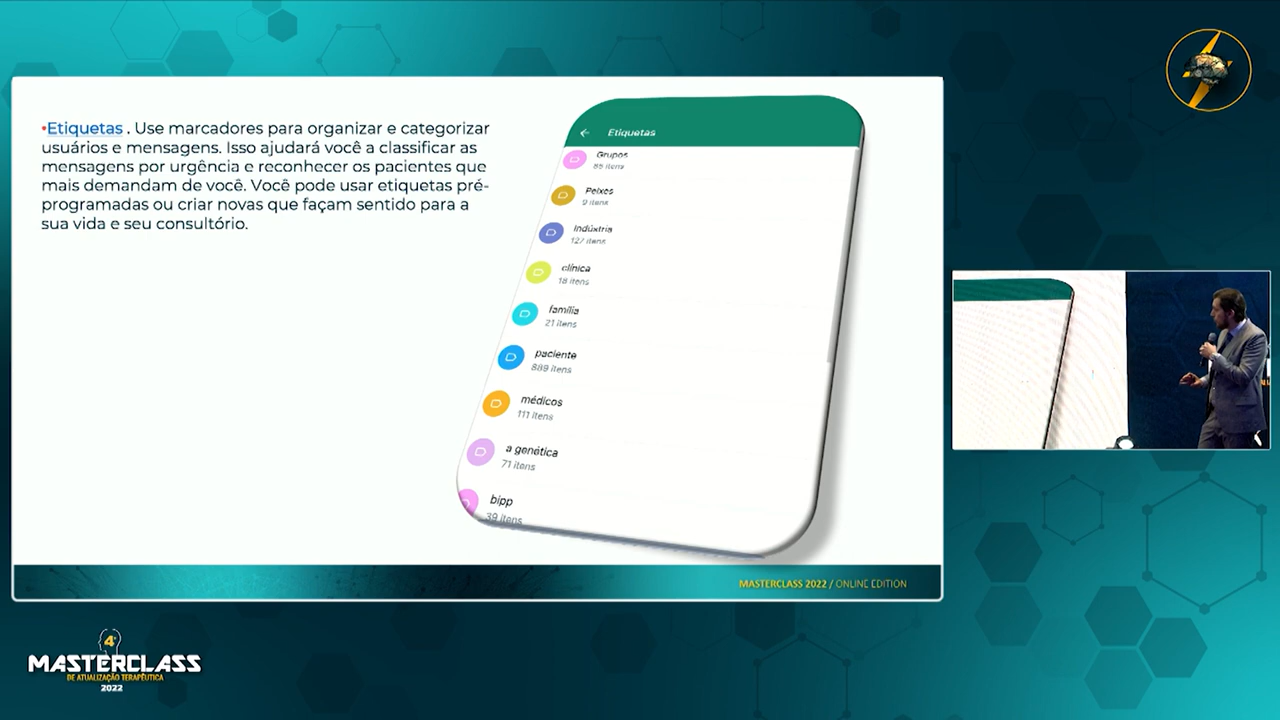 •Etiquetas . Use marcadores para organizar e categorizar
usuários e mensagens. Isso ajudará você a classificar as
mensagens por urgência e reconhecer os pacientes que
mais demandam de você. Você pode usar etiquetas pré-
programadas ou criar novas que façam sentido para a
sua vida e seu consultório.
Etiquetas
Grupos
itens
Peixes
9 itens
Indústria
127 itens
clínica
18 itens
família
21 itens
paciente
889 itens
médicos
111 itens
a genética
71 itens
bipp
39 itens
MASTERCLASS 2022 / ONLINE EDITION
4ª
MASTERCLASS
DE ATUALIZAÇÃO TERAPÊUTICA
2022